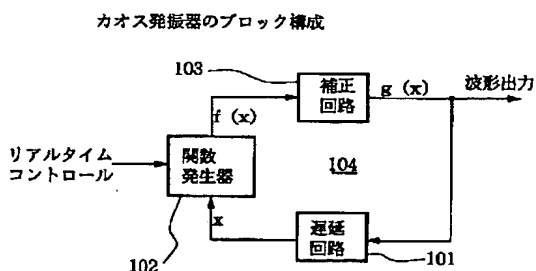 カオス発振器のブロック構成
103
補正
回路
g (x)
波形出力
f (x)
リアルタイム
コントロール
関数
発生器
104
x
遅延
回路
102
101